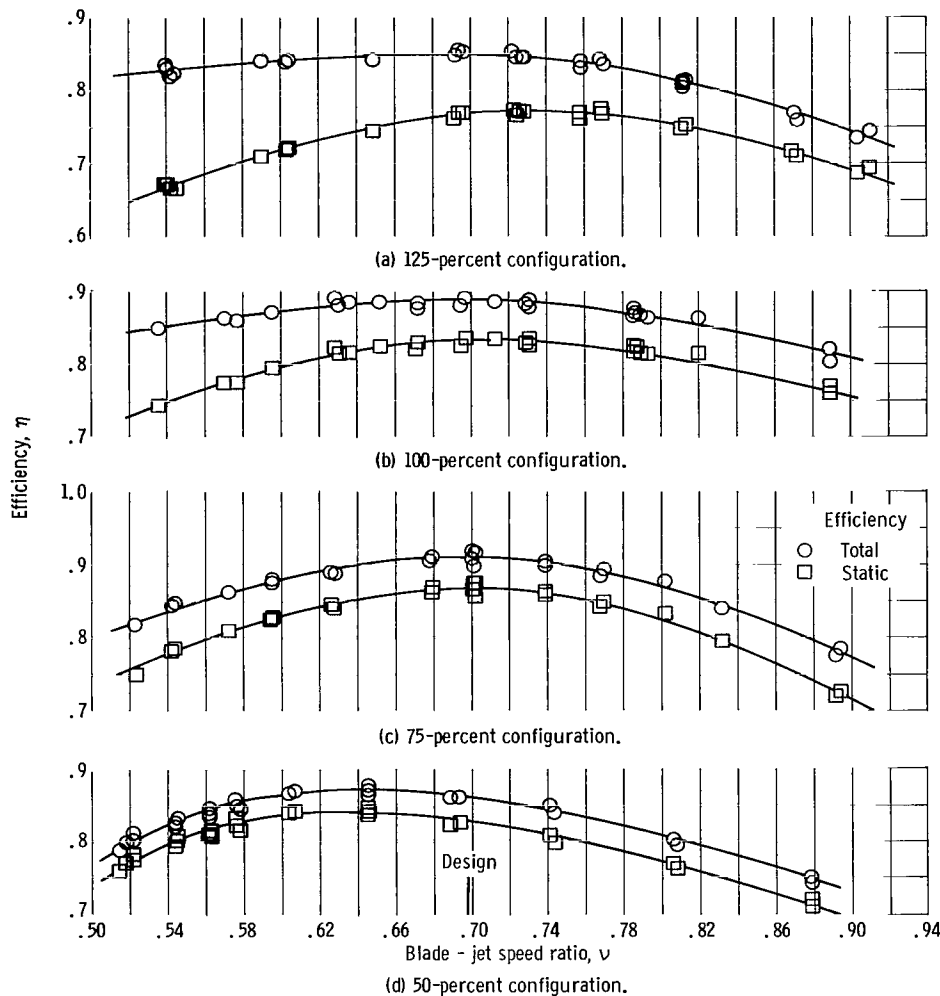 .9
.8
.7
.6
(a) 125-percent configuration.
.9
.8
.7
(b) 100-percent configuration.
Efficiency, η
1.0
.9
.8
.7
Efficiency
Total
Static
(c) 75-percent configuration.
.9
.8
.7
Design
.50 .54 .58 .62 .66 .70 .74 .78 .82 .86 .90 .94
Blade - jet speed ratio, ν
(d) 50-percent configuration.